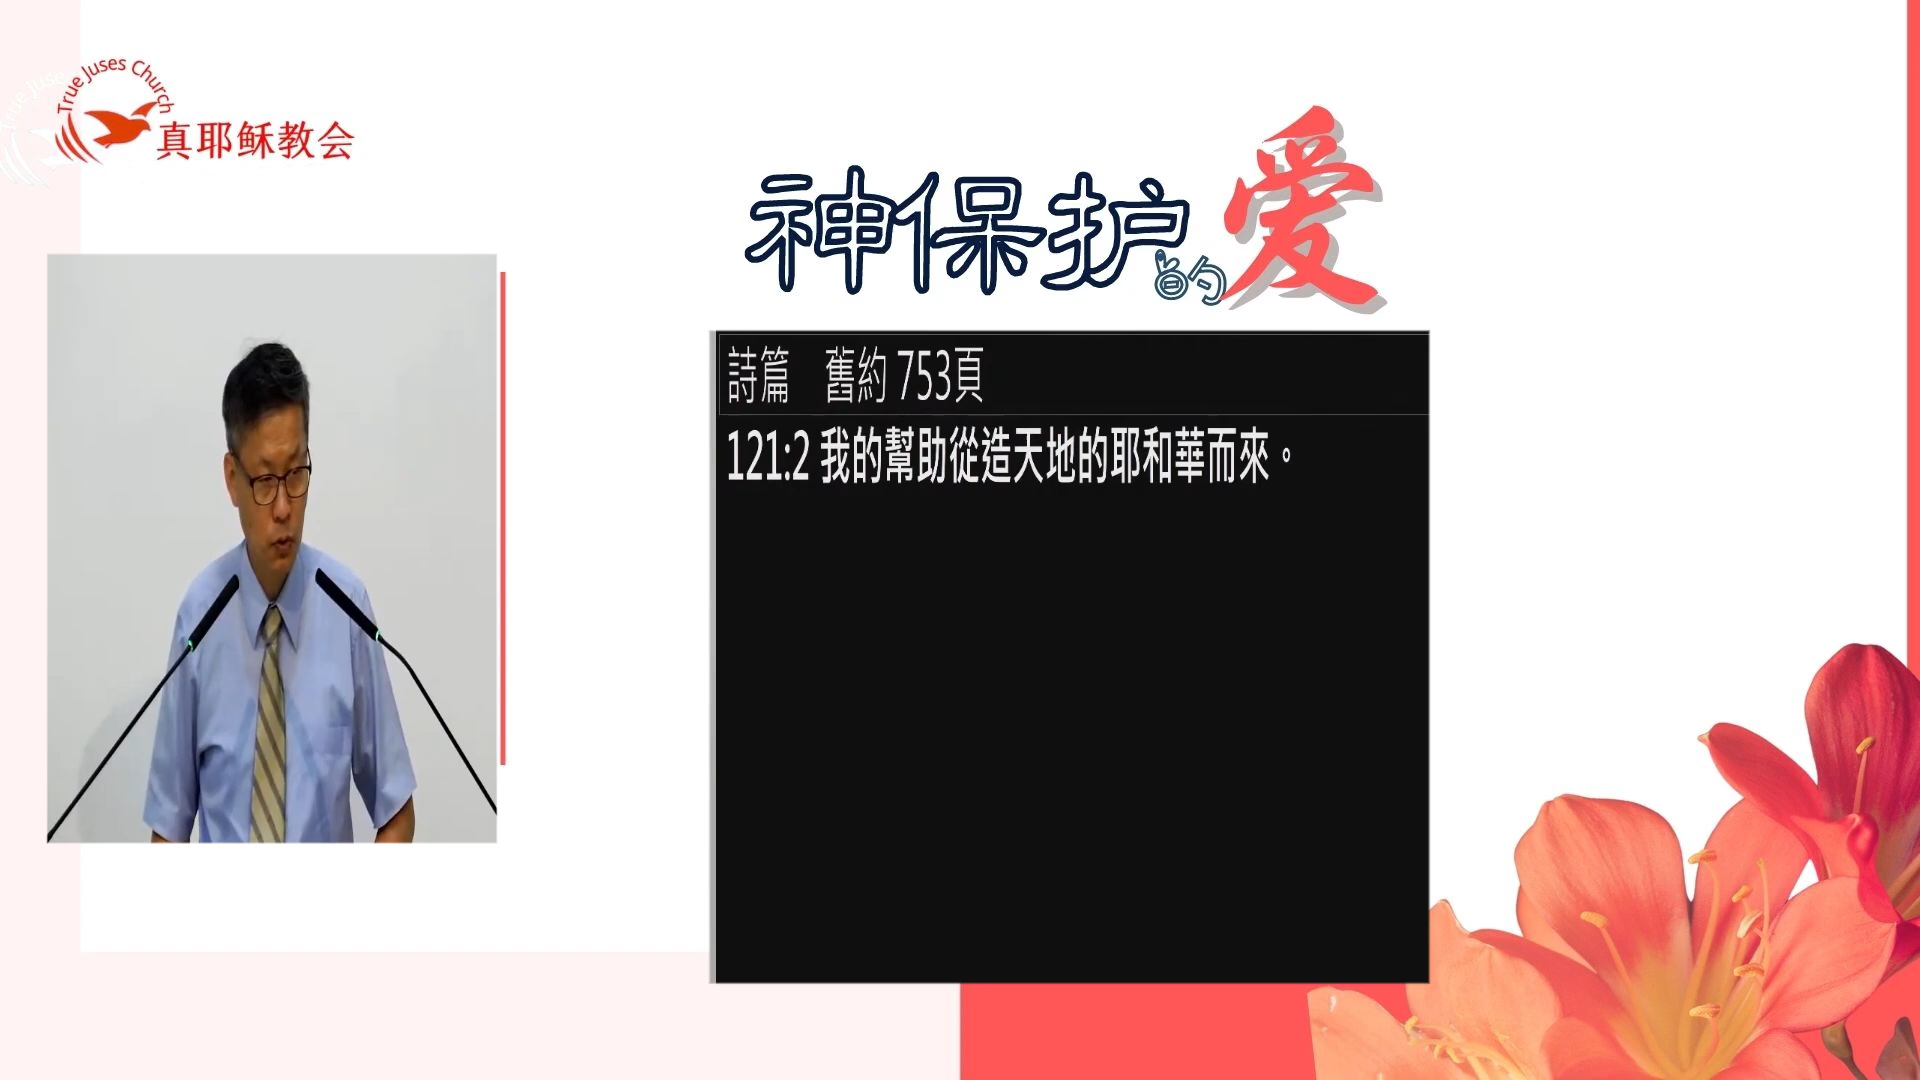 True Juses Church
真耶稣教会
神保护的爱
詩篇 舊約 753頁
121:2 我的幫助從造天地的耶和華而來。